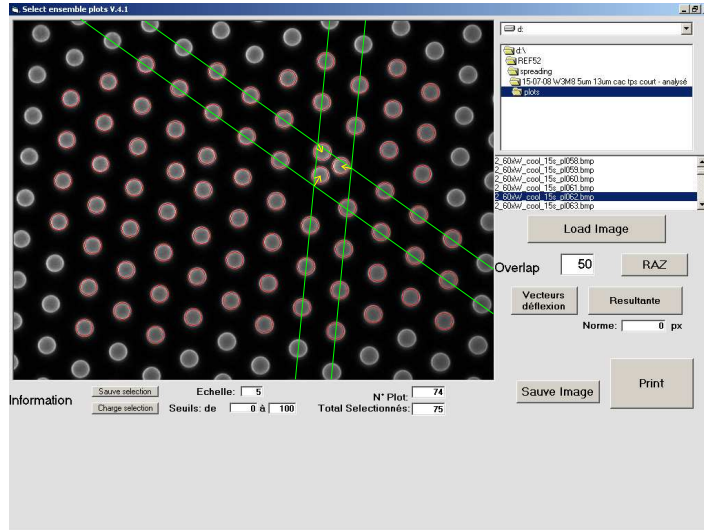 Select ensemble plots V.4.1
d:
d:\
REF52
spreading
15-07-08 W3M8 5um 13um cac tps court - analysé
plots
2_60xW_cool_15s_pl058.bmp
2_60xW_cool_15s_pl059.bmp
2_60xW_cool_15s_pl060.bmp
2_60xW_cool_15s_pl061.bmp
2_60xW_cool_15s_pl062.bmp
2_60xW_cool_15s_pl063.bmp
Load Image
Overlap 50 RAZ
Vecteurs
déflexion
Resultante
Norme: 0 px
Sauve Image
Print
Information
Sauve selection
Charge selection
Echelle: 5
Seuils: de 0 à 100
N° Plot: 74
Total Selectionnés: 75